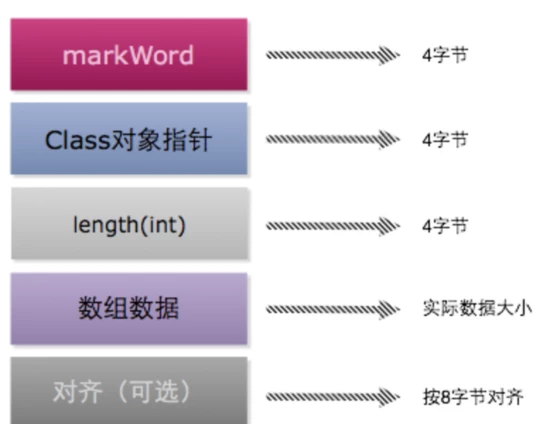 markWord 4字节
Class对象指针 4字节
length(int) 4字节
数组数据 实际数据大小
对齐（可选） 按8字节对齐